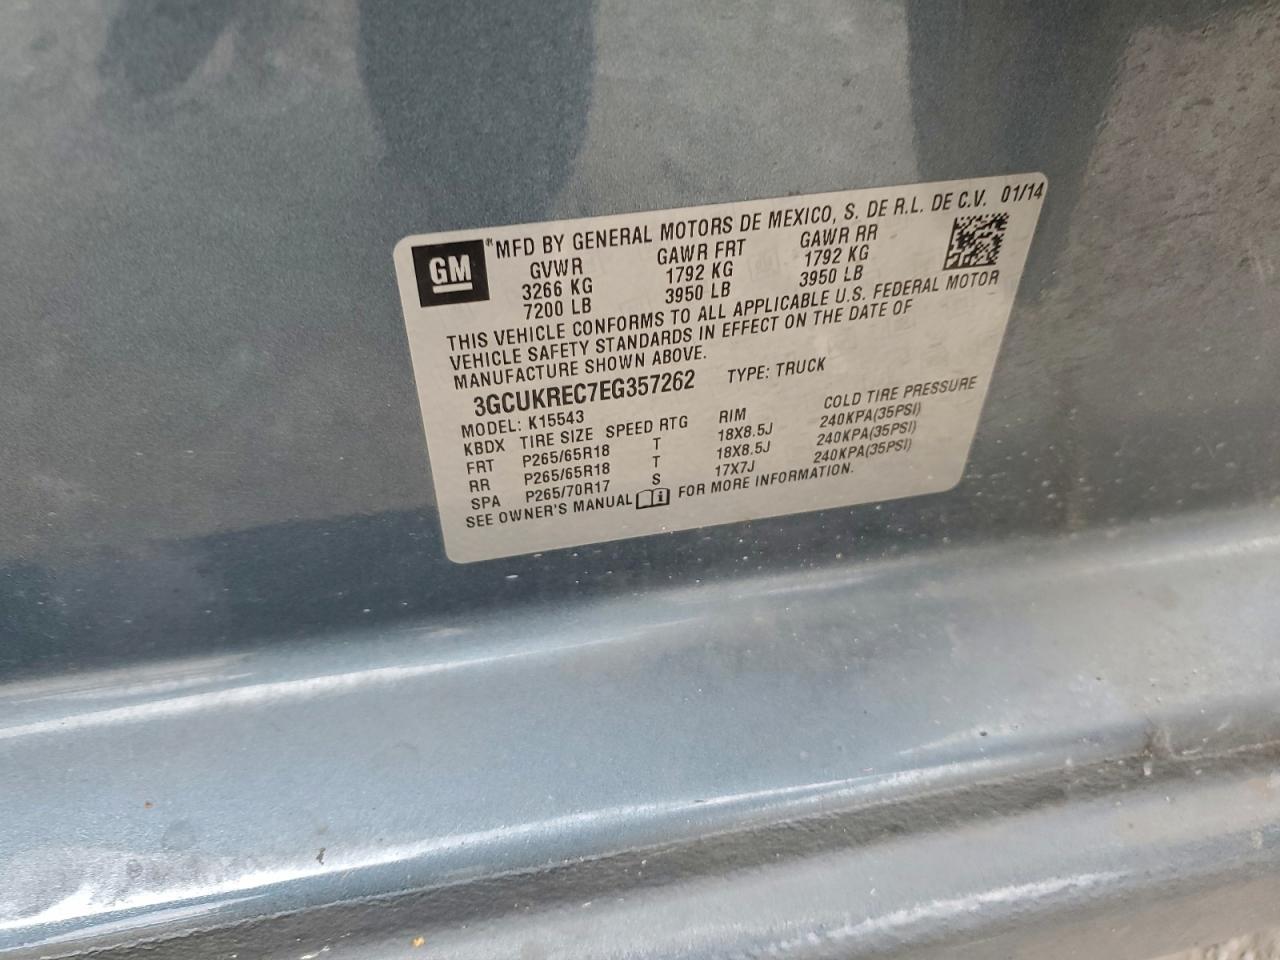 GM
® MFD BY GENERAL MOTORS DE MEXICO, S. DE R.L. DE C.V. 01/14
GVWR GAWR FRT GAWR RR
3266 KG 1792 KG 1792 KG
7200 LB 3950 LB 3950 LB
THIS VEHICLE CONFORMS TO ALL APPLICABLE U.S. FEDERAL MOTOR
VEHICLE SAFETY STANDARDS IN EFFECT ON THE DATE OF
MANUFACTURE SHOWN ABOVE.
3GCUKREC7EG357262 TYPE: TRUCK
MODEL: K15543 COLD TIRE PRESSURE
KBDX TIRE SIZE SPEED RTG RIM
FRT P265/65R18 T 18X8.5J 240KPA(35PSI)
RR P265/65R18 T 18X8.5J 240KPA(35PSI)
SPA P265/70R17 S 17X7J 240KPA(35PSI)
SEE OWNER'S MANUAL i FOR MORE INFORMATION.